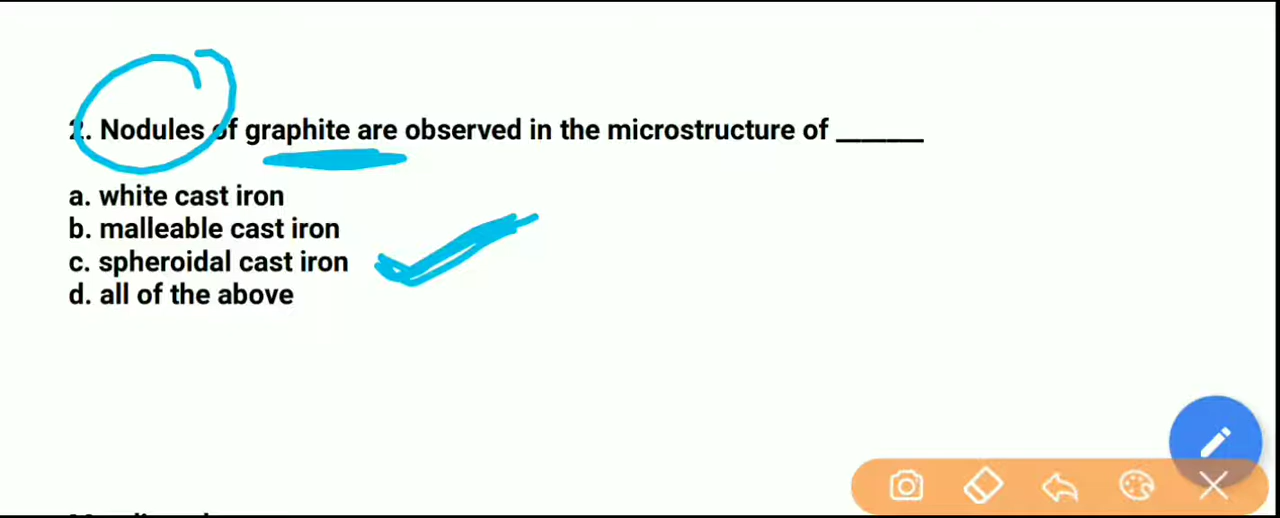 2. Nodules of graphite are observed in the microstructure of ______
a. white cast iron
b. malleable cast iron
c. spheroidal cast iron
d. all of the above